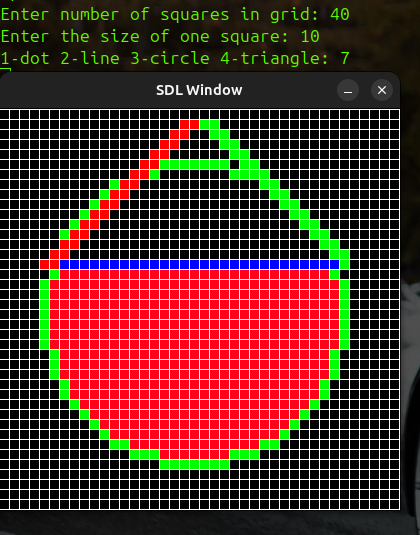 Enter number of squares in grid: 40
Enter the size of one square: 10
1-dot 2-line 3-circle 4-triangle: 7
SDL Window